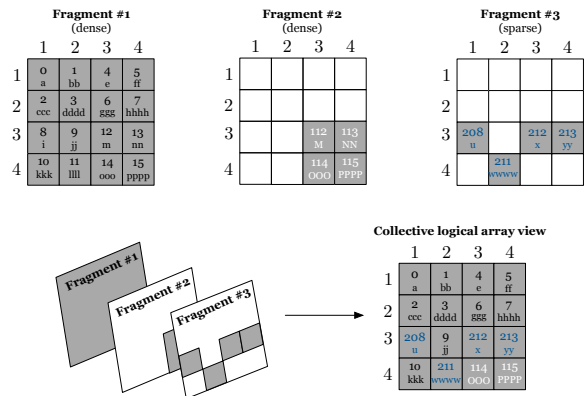 Fragment #1
(dense)
1 2 3 4
1 0 1 4 5
a bb e ff
2 2 3 6 7
ccc dddd ggg hhhh
3 8 9 12 13
i jj m nn
4 10 11 14 15
kkk llll ooo pppp
Fragment #2
(dense)
1 2 3 4
1
2
3 112 113
M NN
4 114 115
OOO PPPP
Fragment #3
(sparse)
1 2 3 4
1
2
3 208 212 213
u x yy
4 211
wwww
Fragment #1
Fragment #2
Fragment #3
Collective logical array view
1 2 3 4
1 0 1 4 5
a bb e ff
2 2 3 6 7
ccc dddd ggg hhhh
3 208 9 212 213
u jj x yy
4 10 211 114 115
kkk wwww OOO PPPP